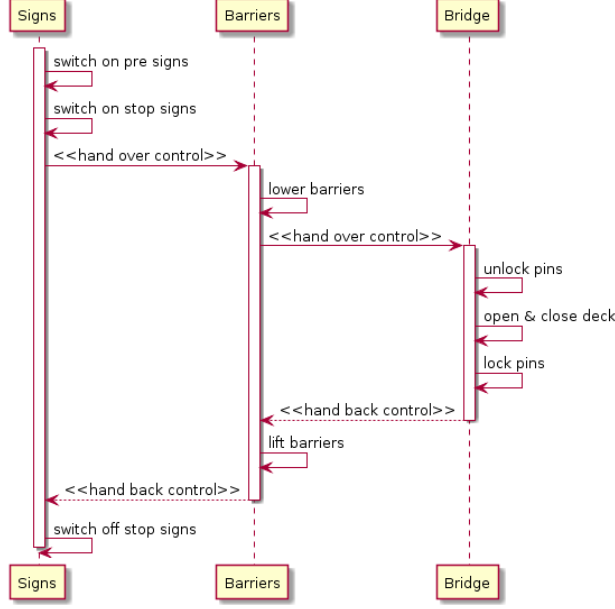 Signs Barriers Bridge
switch on pre signs
switch on stop signs
<<hand over control>>
lower barriers
<<hand over control>>
unlock pins
open & close deck
lock pins
<<hand back control>>
lift barriers
<<hand back control>>
switch off stop signs
Signs Barriers Bridge